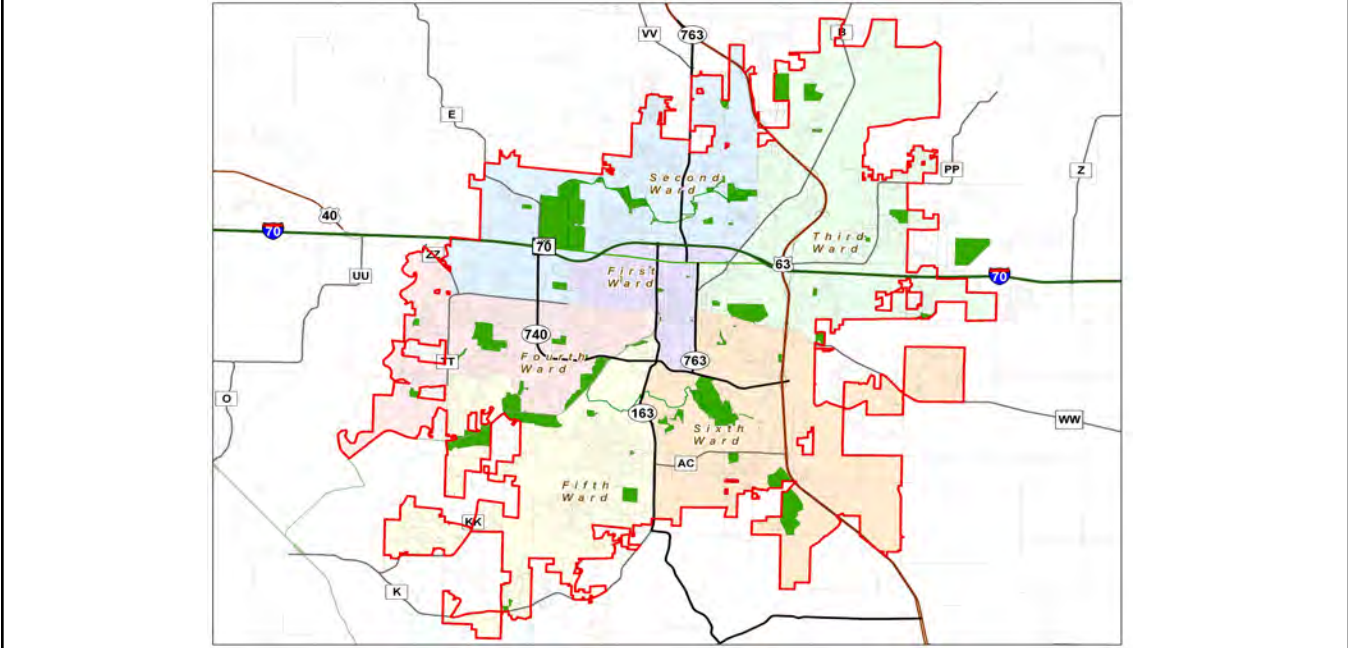 VV
763
B
E
Second
Ward
PP
Z
40
70
Third
Ward
70
ZZ
63
First
Ward
UU
70
740
Fourth
Ward
763
TT
O
163
Sixth
Ward
WW
AC
Fifth
Ward
KK
K